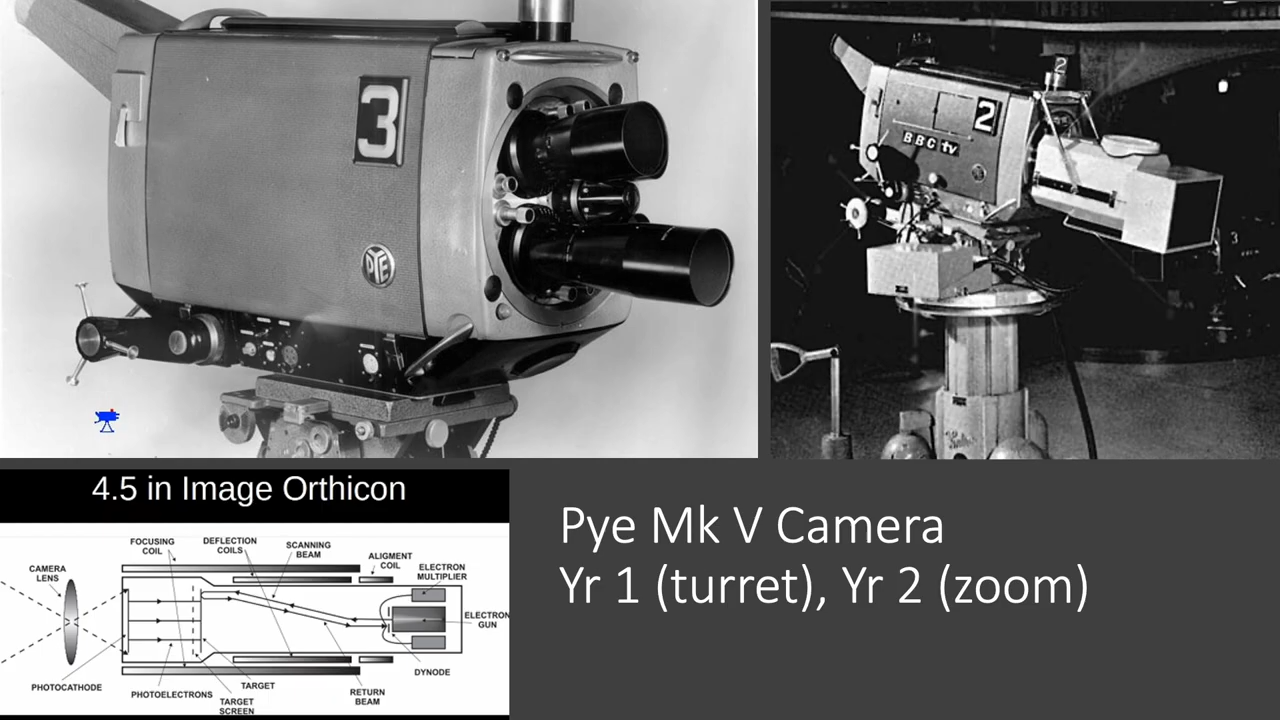 3
PYE
2
2
BBC tv
3
4.5 in Image Orthicon
FOCUSING
COIL
DEFLECTION
COILS
SCANNING
BEAM
ALIGMENT
COIL
ELECTRON
MULTIPLIER
CAMERA
LENS
ELECTRON
GUN
PHOTOCATHODE
PHOTOELECTRONS
TARGET
TARGET
SCREEN
RETURN
BEAM
DYNODE
Pye Mk V Camera
Yr 1 (turret), Yr 2 (zoom)